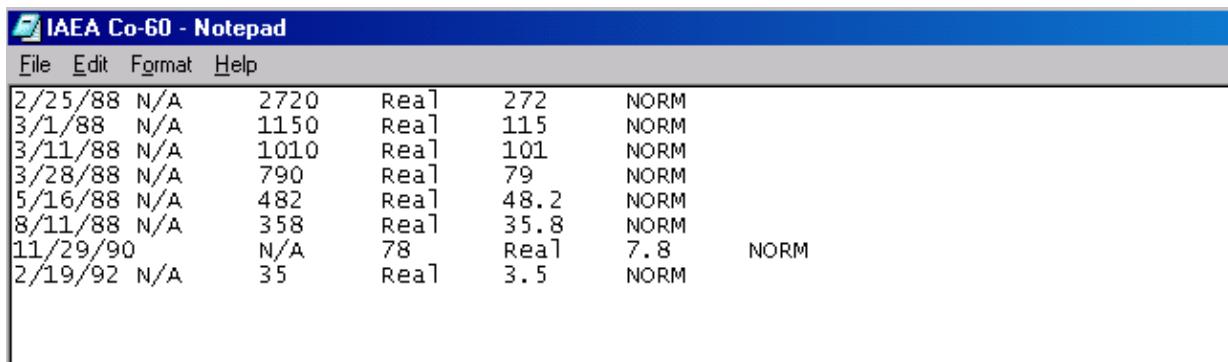 IAEA Co-60 - Notepad
File Edit Format Help
2/25/88 N/A 2720 Real 272 NORM
3/1/88 N/A 1150 Real 115 NORM
3/11/88 N/A 1010 Real 101 NORM
3/28/88 N/A 790 Real 79 NORM
5/16/88 N/A 482 Real 48.2 NORM
8/11/88 N/A 358 Real 35.8 NORM
11/29/90 N/A 78 Real 7.8 NORM
2/19/92 N/A 35 Real 3.5 NORM